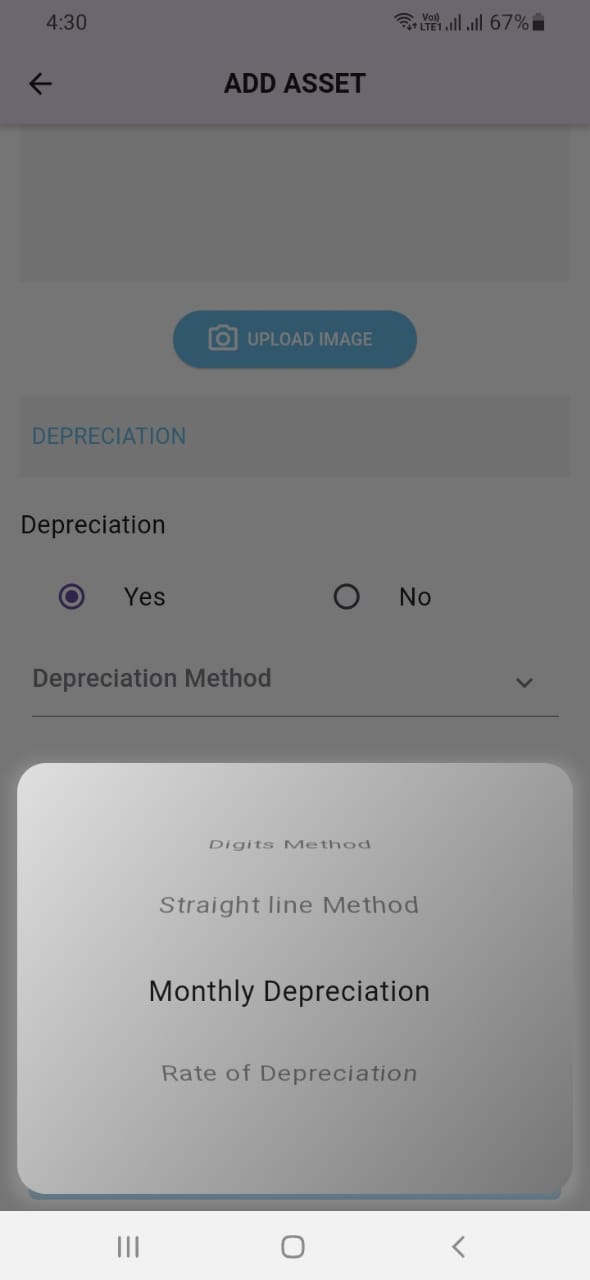 4:30 Vo)) LTE1 67%
ADD ASSET
UPLOAD IMAGE
DEPRECIATION
Depreciation
Yes No
Depreciation Method
Digits Method
Straight line Method
Monthly Depreciation
Rate of Depreciation